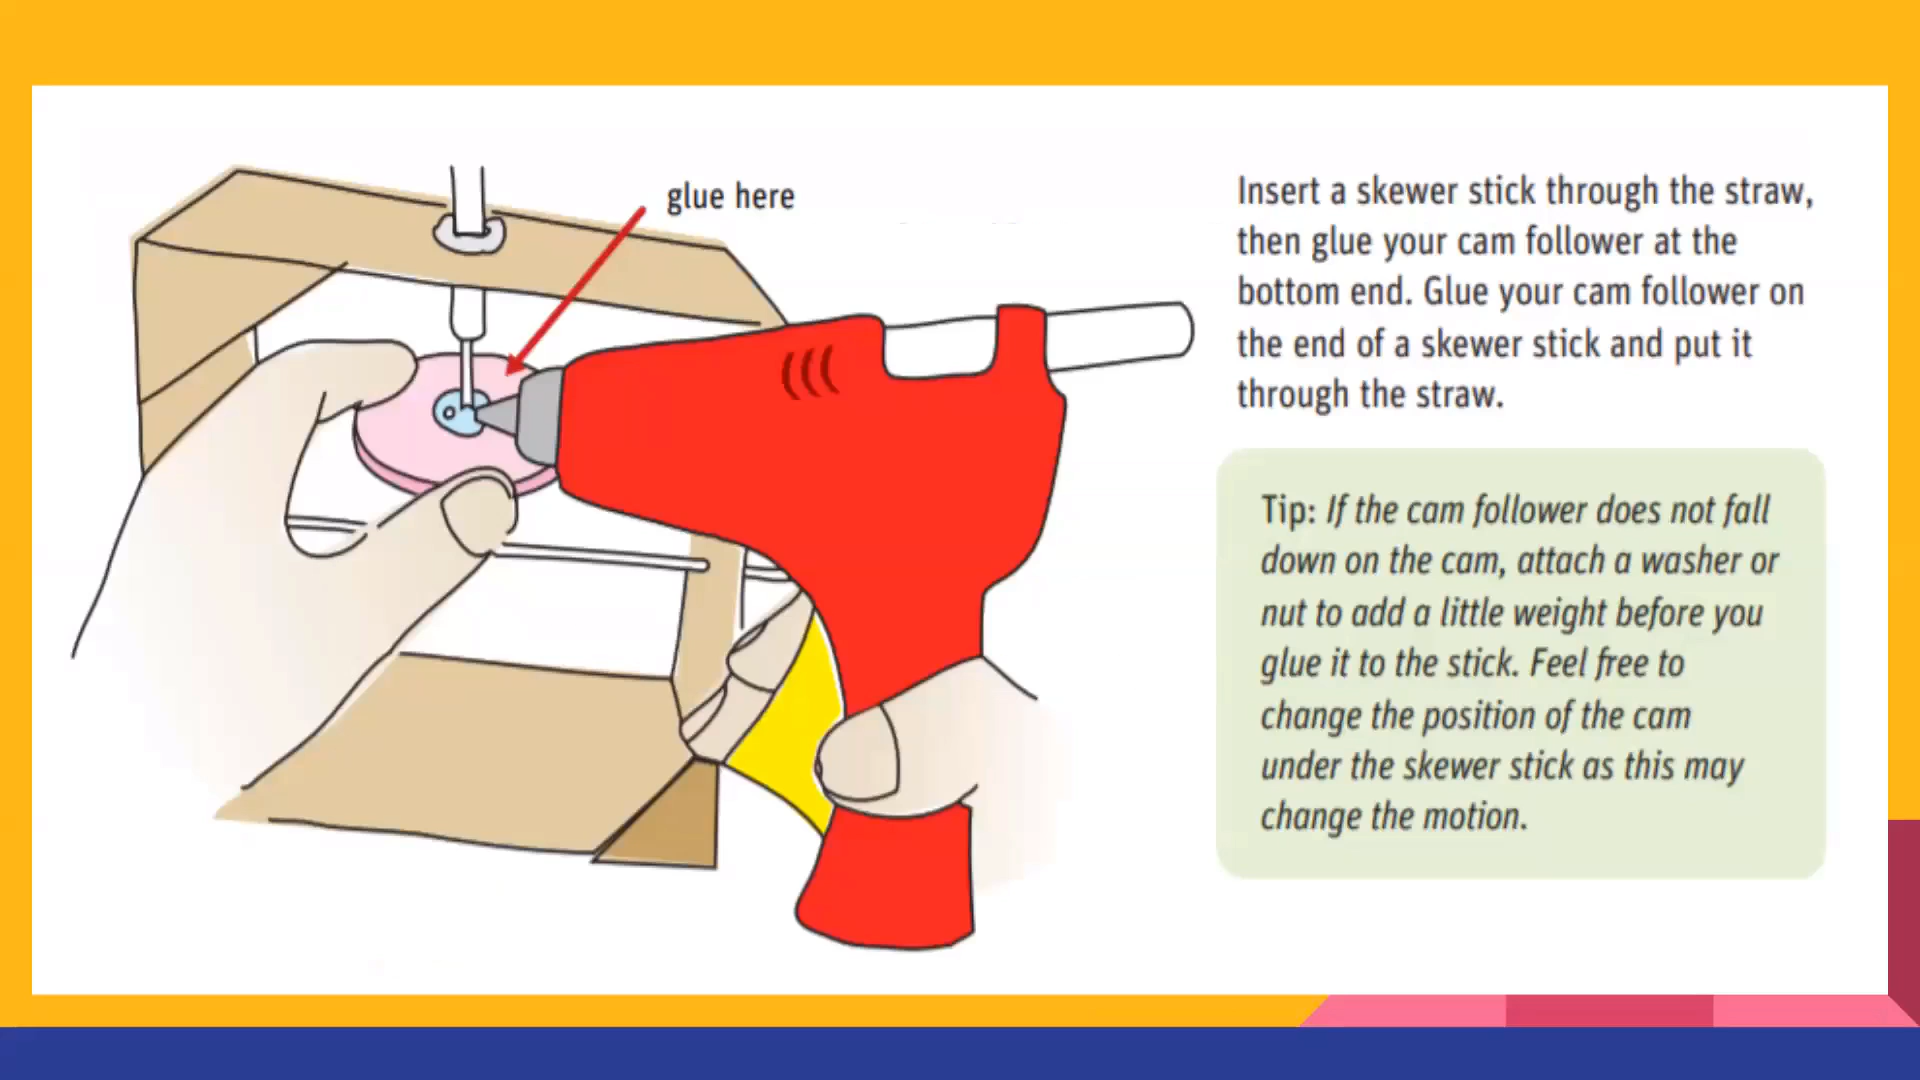 glue here
Insert a skewer stick through the straw,
then glue your cam follower at the
bottom end. Glue your cam follower on
the end of a skewer stick and put it
through the straw.
Tip: If the cam follower does not fall
down on the cam, attach a washer or
nut to add a little weight before you
glue it to the stick. Feel free to
change the position of the cam
under the skewer stick as this may
change the motion.